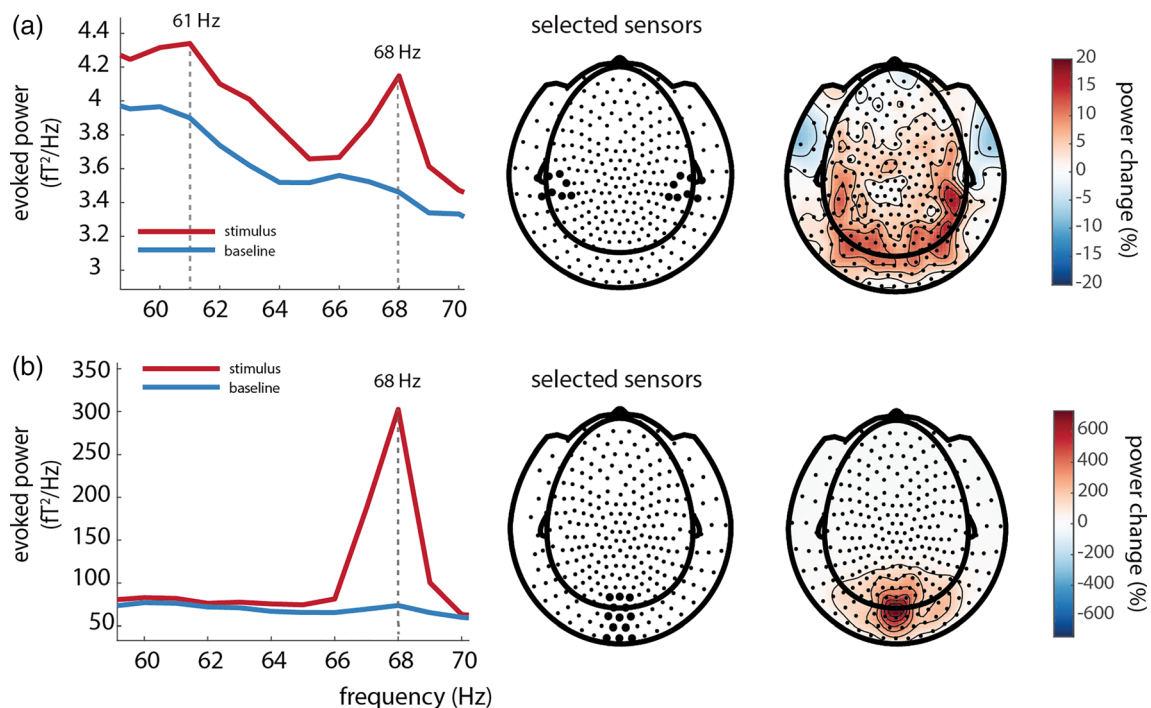 (a)
61 Hz
68 Hz
evoked power
(fT²/Hz)
4.4
4.2
4
3.8
3.6
3.4
3.2
3
stimulus
baseline
60
62
64
66
68
70
selected sensors
20
15
10
5
0
-5
-10
-15
-20
power change (%)
(b)
stimulus
baseline
68 Hz
evoked power
(fT²/Hz)
350
300
250
200
150
100
50
60
62
64
66
68
70
frequency (Hz)
selected sensors
600
400
200
0
-200
-400
-600
power change (%)